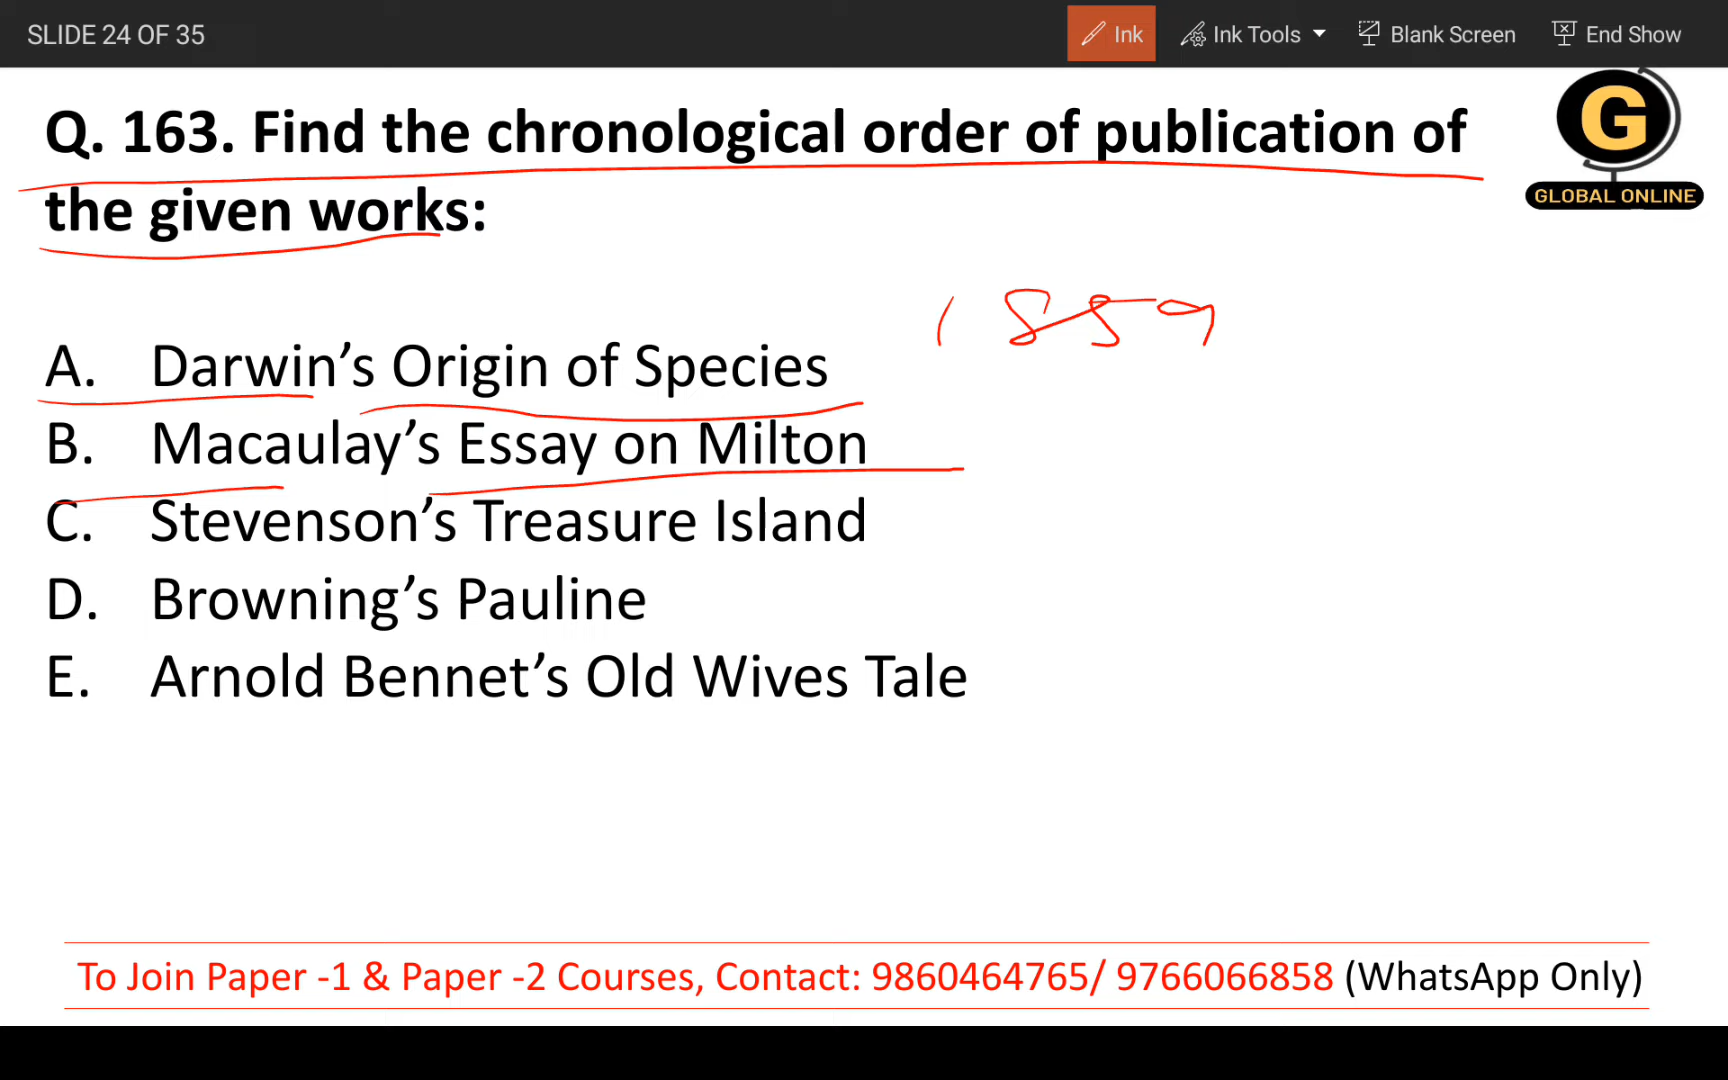 SLIDE 24 OF 35 Ink Ink Tools Blank Screen End Show
Q. 163. Find the chronological order of publication of
the given works:
G
GLOBAL ONLINE
1859
A. Darwin's Origin of Species
B. Macaulay's Essay on Milton
C. Stevenson's Treasure Island
D. Browning's Pauline
E. Arnold Bennet's Old Wives Tale
To Join Paper -1 & Paper -2 Courses, Contact: 9860464765/ 9766066858 (WhatsApp Only)